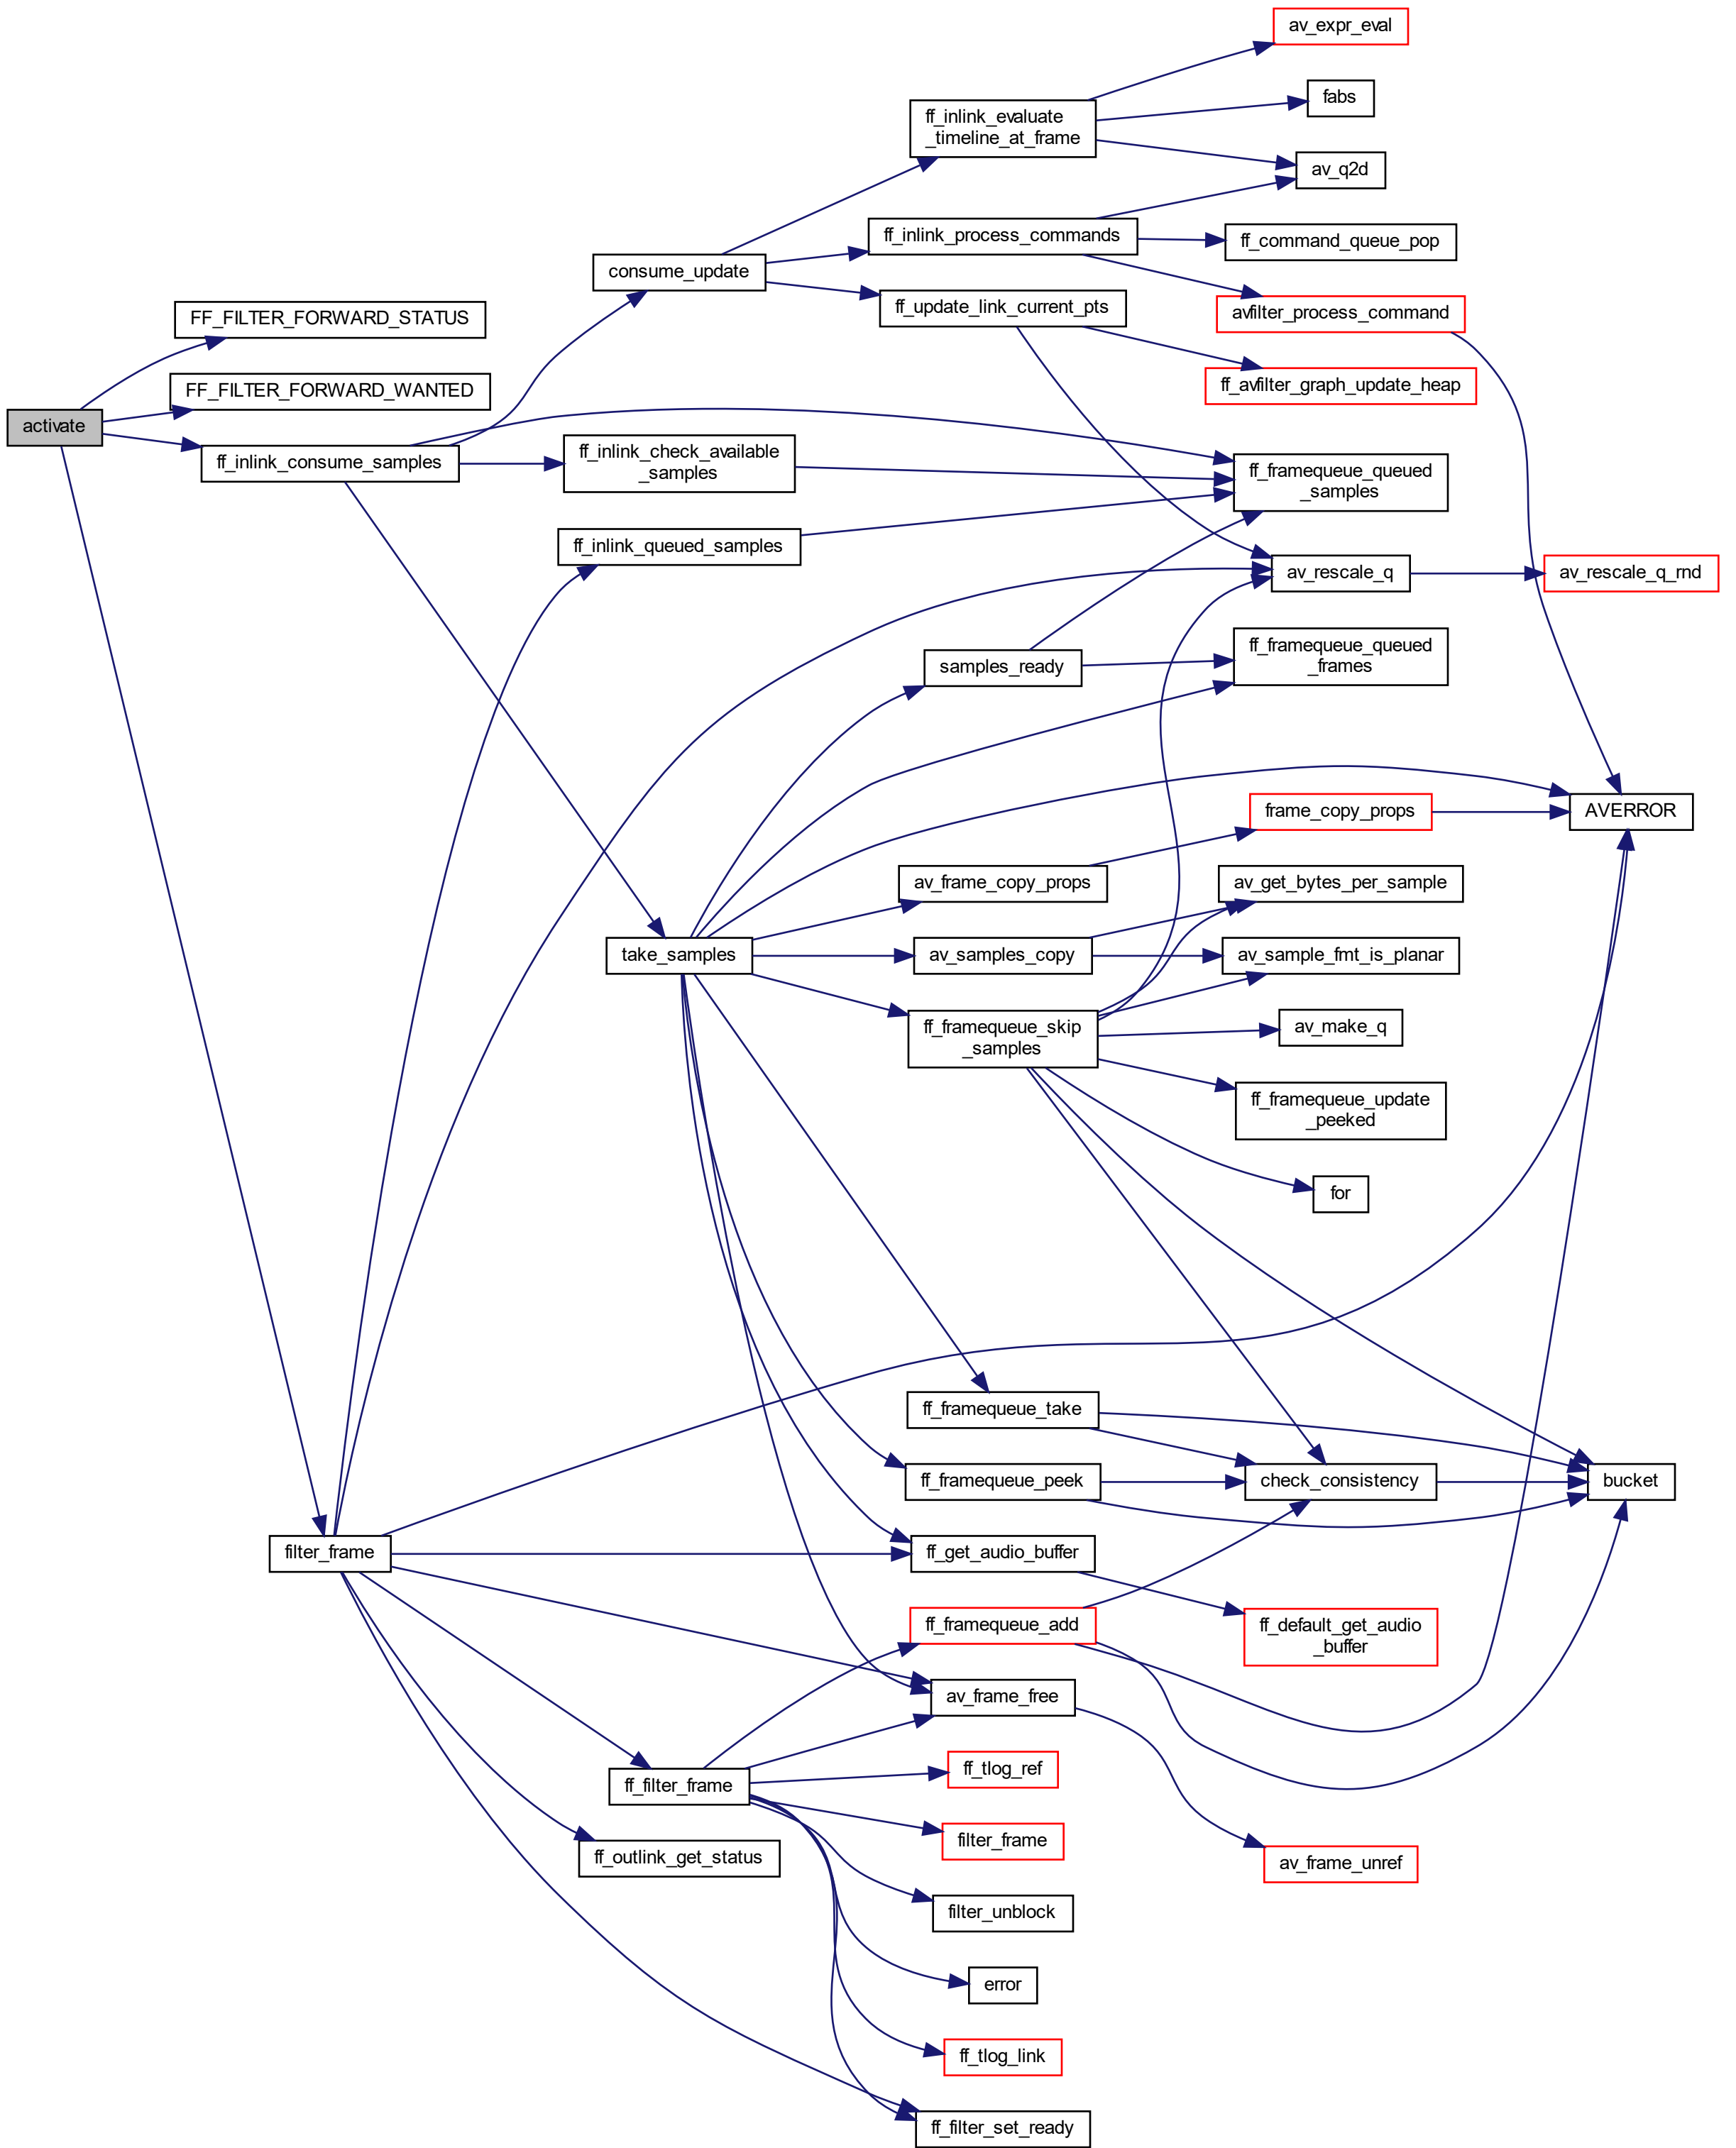 av_expr_eval
fabs
ff_inlink_evaluate
_timeline_at_frame
av_q2d
ff_inlink_process_commands
ff_command_queue_pop
consume_update
ff_update_link_current_pts
avfilter_process_command
FF_FILTER_FORWARD_STATUS
ff_avfilter_graph_update_heap
FF_FILTER_FORWARD_WANTED
activate
ff_inlink_consume_samples
ff_inlink_check_available
_samples
ff_framequeue_queued
_samples
ff_inlink_queued_samples
av_rescale_q
av_rescale_q_rnd
samples_ready
ff_framequeue_queued
_frames
frame_copy_props
AVERROR
av_frame_copy_props
av_get_bytes_per_sample
take_samples
av_samples_copy
av_sample_fmt_is_planar
ff_framequeue_skip
_samples
av_make_q
ff_framequeue_update
_peeked
for
ff_framequeue_take
ff_framequeue_peek
check_consistency
bucket
filter_frame
ff_get_audio_buffer
ff_framequeue_add
ff_default_get_audio
_buffer
av_frame_free
ff_tlog_ref
ff_filter_frame
filter_frame
ff_outlink_get_status
av_frame_unref
filter_unblock
error
ff_tlog_link
ff_filter_set_ready